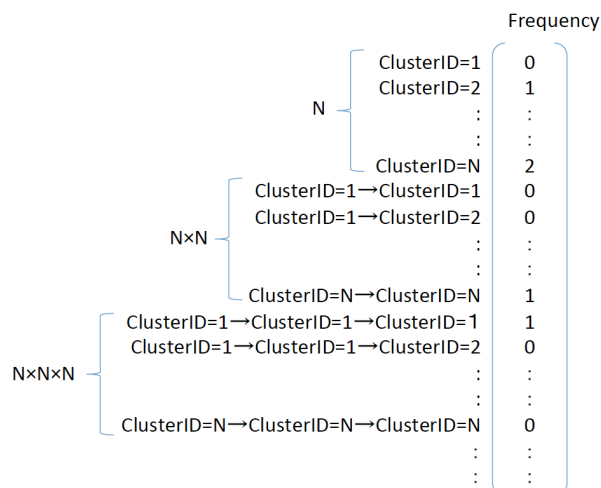 Frequency
ClusterID=1 0
ClusterID=2 1
: :
: :
N
ClusterID=N 2
ClusterID=1→ClusterID=1 0
ClusterID=1→ClusterID=2 0
N×N
: :
: :
ClusterID=N→ClusterID=N 1
ClusterID=1→ClusterID=1→ClusterID=1 1
ClusterID=1→ClusterID=1→ClusterID=2 0
N×N×N
: :
: :
ClusterID=N→ClusterID=N→ClusterID=N 0
: :
: :